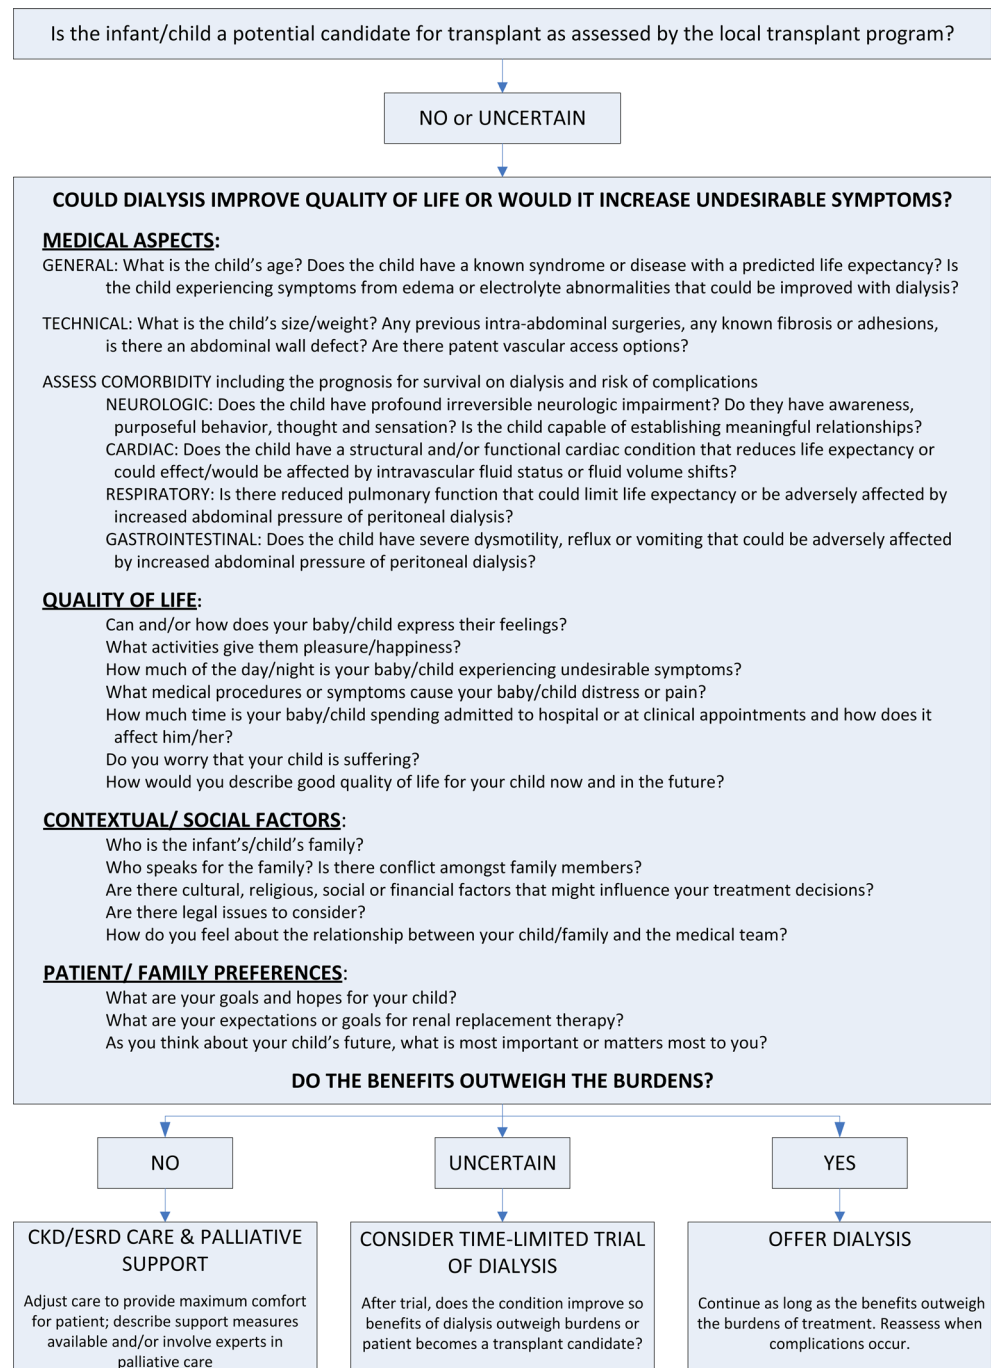 Is the infant/child a potential candidate for transplant as assessed by the local transplant program?
NO or UNCERTAIN
COULD DIALYSIS IMPROVE QUALITY OF LIFE OR WOULD IT INCREASE UNDESIRABLE SYMPTOMS?
MEDICAL ASPECTS:
GENERAL: What is the child's age? Does the child have a known syndrome or disease with a predicted life expectancy? Is
the child experiencing symptoms from edema or electrolyte abnormalities that could be improved with dialysis?
TECHNICAL: What is the child's size/weight? Any previous intra-abdominal surgeries, any known fibrosis or adhesions,
is there an abdominal wall defect? Are there patent vascular access options?
ASSESS COMORBIDITY including the prognosis for survival on dialysis and risk of complications
NEUROLOGIC: Does the child have profound irreversible neurologic impairment? Do they have awareness,
purposeful behavior, thought and sensation? Is the child capable of establishing meaningful relationships?
CARDIAC: Does the child have a structural and/or functional cardiac condition that reduces life expectancy or
could effect/would be affected by intravascular fluid status or fluid volume shifts?
RESPIRATORY: Is there reduced pulmonary function that could limit life expectancy or be adversely affected by
increased abdominal pressure of peritoneal dialysis?
GASTROINTESTINAL: Does the child have severe dysmotility, reflux or vomiting that could be adversely affected
by increased abdominal pressure of peritoneal dialysis?
QUALITY OF LIFE:
Can and/or how does your baby/child express their feelings?
What activities give them pleasure/happiness?
How much of the day/night is your baby/child experiencing undesirable symptoms?
What medical procedures or symptoms cause your baby/child distress or pain?
How much time is your baby/child spending admitted to hospital or at clinical appointments and how does it
affect him/her?
Do you worry that your child is suffering?
How would you describe good quality of life for your child now and in the future?
CONTEXTUAL/ SOCIAL FACTORS:
Who is the infant's/child's family?
Who speaks for the family? Is there conflict amongst family members?
Are there cultural, religious, social or financial factors that might influence your treatment decisions?
Are there legal issues to consider?
How do you feel about the relationship between your child/family and the medical team?
PATIENT/ FAMILY PREFERENCES:
What are your goals and hopes for your child?
What are your expectations or goals for renal replacement therapy?
As you think about your child's future, what is most important or matters most to you?
DO THE BENEFITS OUTWEIGH THE BURDENS?
NO
UNCERTAIN
YES
CKD/ESRD CARE & PALLIATIVE
SUPPORT
Adjust care to provide maximum comfort
for patient; describe support measures
available and/or involve experts in
palliative care
CONSIDER TIME-LIMITED TRIAL
OF DIALYSIS
After trial, does the condition improve so
benefits of dialysis outweigh burdens or
patient becomes a transplant candidate?
OFFER DIALYSIS
Continue as long as the benefits outweigh
the burdens of treatment. Reassess when
complications occur.